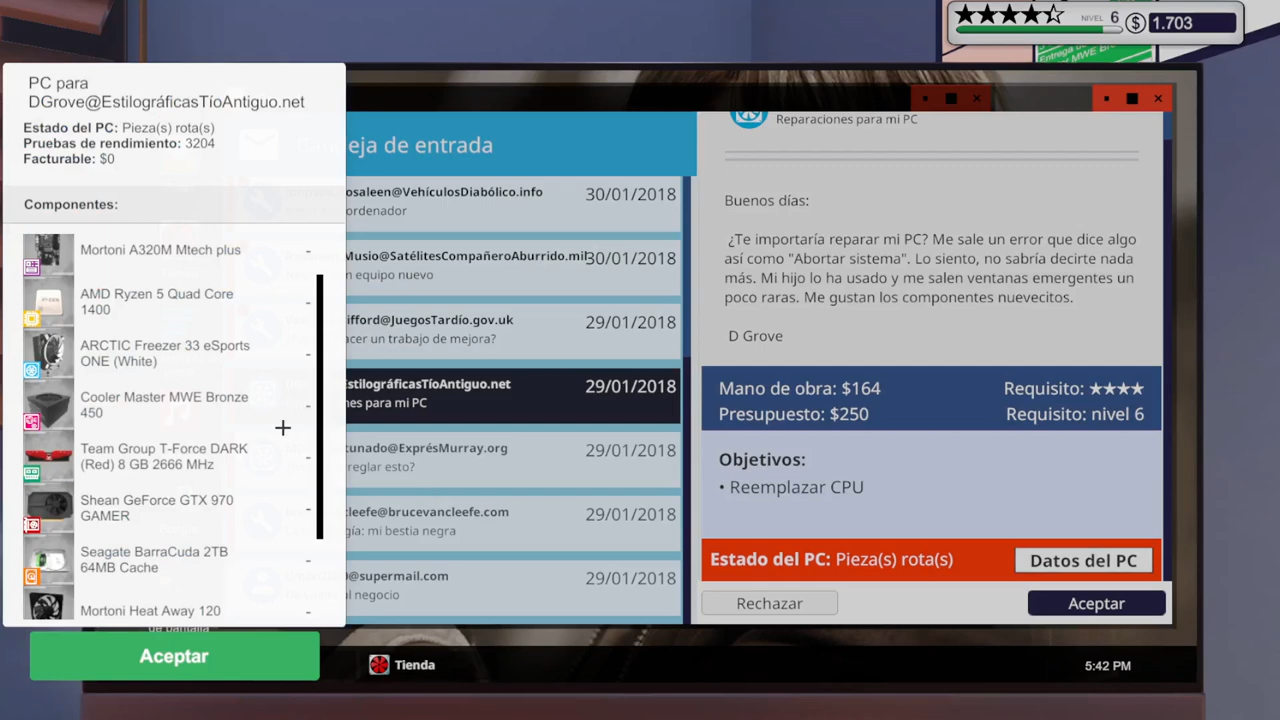 NIVEL 6
$ 1.703
PC para
DGrove@EstilográficasTíoAntiguo.net
Estado del PC: Pieza(s) rota(s)
Pruebas de rendimiento: 3204
Facturable: $0
Componentes:
Mortoni A320M Mtech plus -
AMD Ryzen 5 Quad Core
1400 -
ARCTIC Freezer 33 eSports
ONE (White) -
Cooler Master MWE Bronze
450 -
Team Group T-Force DARK
(Red) 8 GB 2666 MHz -
Shean GeForce GTX 970
GAMER -
Seagate BarraCuda 2TB
64MB Cache -
Mortoni Heat Away 120 -
de pantalla
Aceptar
eja de entrada
osaleen@VehículosDiabólico.info 30/01/2018
ordenador
Musio@SatélitesCompañeroAburrido.mil 30/01/2018
n equipo nuevo
ifford@JuegosTardío.gov.uk 29/01/2018
acer un trabajo de mejora?
EstilográficasTíoAntiguo.net 29/01/2018
nes para mi PC
tunado@ExprésMurray.org 29/01/2018
reglar esto?
cleefe@brucevancleefe.com 29/01/2018
gía: mi bestia negra
@supermail.com 29/01/2018
al negocio
Reparaciones para mi PC
Buenos días:
¿Te importaría reparar mi PC? Me sale un error que dice algo
así como "Abortar sistema". Lo siento, no sabría decirte nada
más. Mi hijo lo ha usado y me salen ventanas emergentes un
poco raras. Me gustan los componentes nuevecitos.
D Grove
Mano de obra: $164 Requisito: ★★★★
Presupuesto: $250 Requisito: nivel 6
Objetivos:
• Reemplazar CPU
Estado del PC: Pieza(s) rota(s) Datos del PC
Rechazar Aceptar
Tienda 5:42 PM